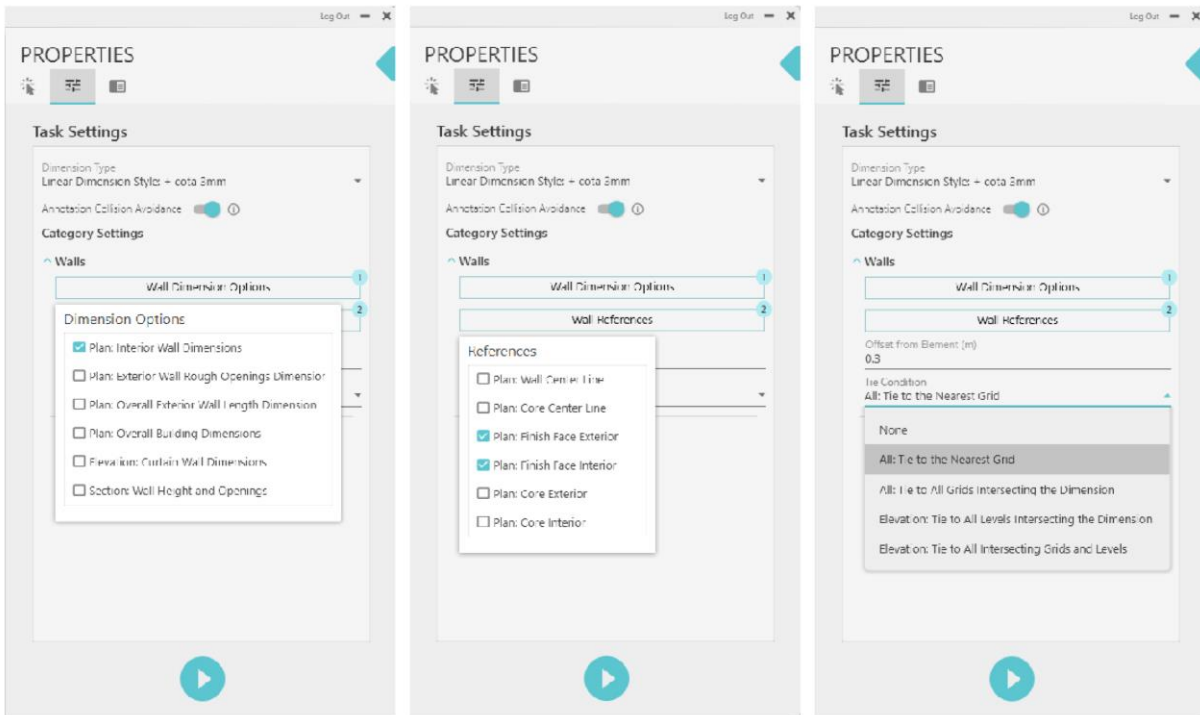 Log Out
PROPERTIES
Task Settings
Dimension Type
Linear Dimension Style: + cota 3mm
Annotation Collision Avoidance
Category Settings
Walls
1
Wall Dimension Options
2
Dimension Options
Plan: Interior Wall Dimensions
Plan: Exterior Wall Rough Openings Dimension
Plan: Overall Exterior Wall Length Dimension
Plan: Overall Building Dimensions
Elevation: Curtain Wall Dimensions
Section: Wall Height and Openings
Log Out
PROPERTIES
Task Settings
Dimension Type
Linear Dimension Style: + cota 3mm
Annotation Collision Avoidance
Category Settings
Walls
1
Wall Dimension Options
2
Wall References
References
Plan: Wall Center Line
Plan: Core Center Line
Plan: Finish Face Exterior
Plan: Finish Face Interior
Plan: Core Exterior
Plan: Core Interior
Log Out
PROPERTIES
Task Settings
Dimension Type
Linear Dimension Style: + cota 3mm
Annotation Collision Avoidance
Category Settings
Walls
1
Wall Dimension Options
2
Wall References
Offset from Element (m)
0.3
Tie Condition
All: Tie to the Nearest Grid
None
All: Tie to the Nearest Grid
All: Tie to All Grids Intersecting the Dimension
Elevation: Tie to All Levels Intersecting the Dimension
Elevation: Tie to All Intersecting Grids and Levels